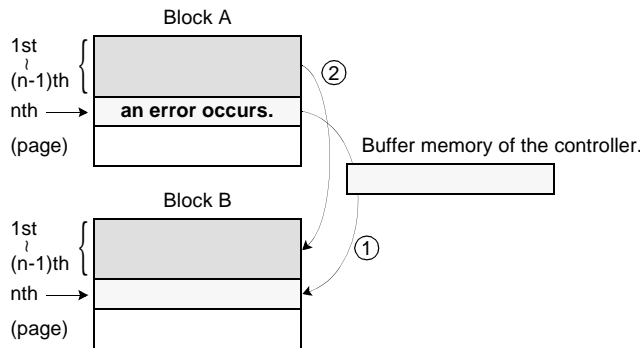 Block A
1st
~
(n-1)th
nth
an error occurs.
(page)
②
Buffer memory of the controller.
Block B
1st
~
(n-1)th
①
nth
(page)